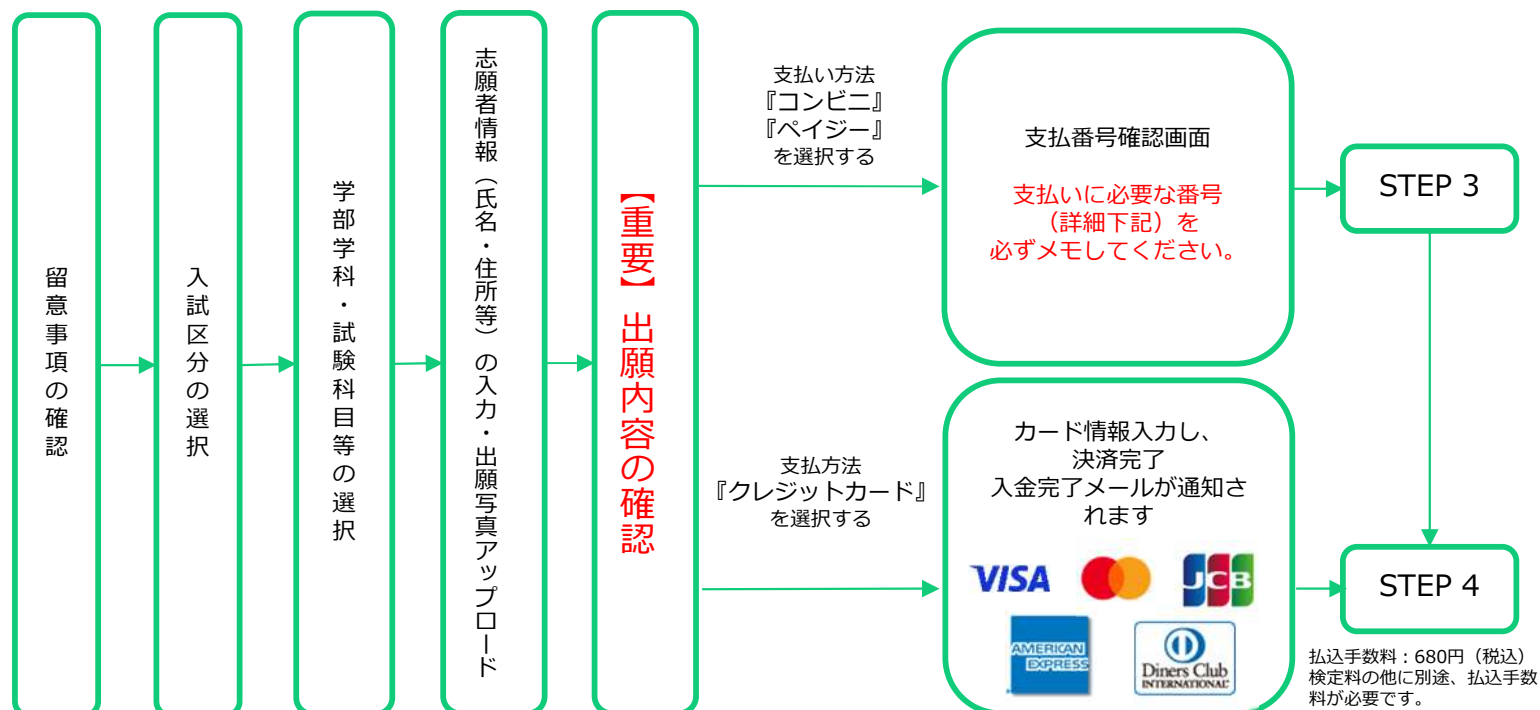 留意事項の確認
入試区分の選択
学部学科・試験科目等の選択
志願者情報（氏名・住所等）の入力・出願写真アップロード
【重要】出願内容の確認
支払い方法
『コンビニ』
『ペイジー』
を選択する
支払番号確認画面
支払いに必要な番号
（詳細下記）を
必ずメモしてください。
STEP 3
支払方法
『クレジットカード』
を選択する
カード情報入力し、
決済完了
入金完了メールが通知さ
れます
VISA
JCB
AMERICAN
EXPRESS
Diners Club
INTERNATIONAL
STEP 4
払込手数料：680円（税込）
検定料の他に別途、払込手数
料が必要です。